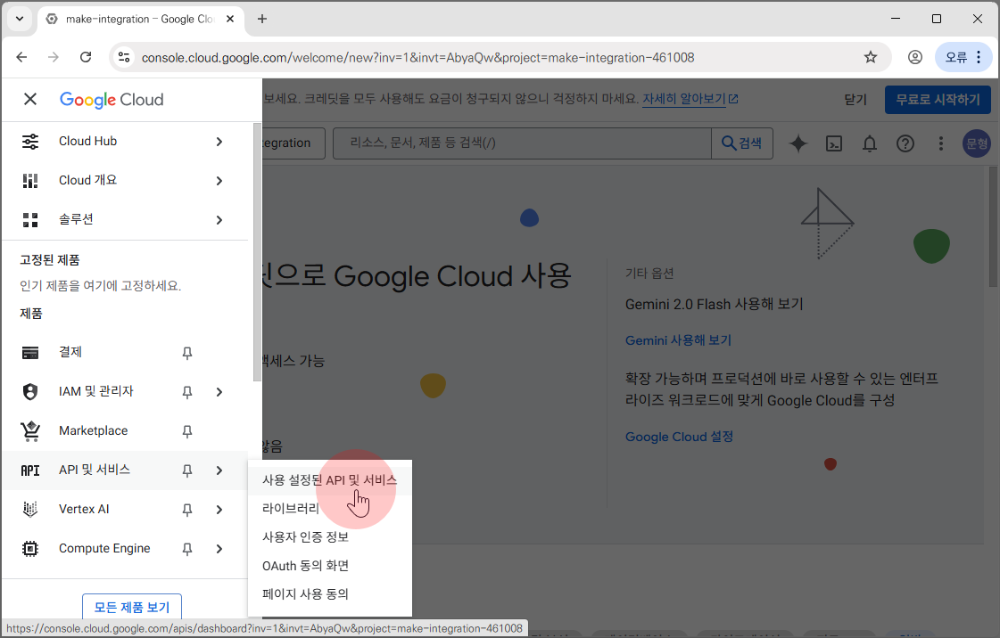 make-integration – Google Clo
console.cloud.google.com/welcome/new?inv=1&invt=AbyaQw&project=make-integration-461008
오류
Google Cloud
보세요. 크레딧을 모두 사용해도 요금이 청구되지 않으니 걱정하지 마세요. 자세히 알아보기
닫기
무료로 시작하기
Cloud Hub
tegration
리소스, 문서, 제품 등 검색(/)
검색
문형
Cloud 개요
솔루션
고정된 제품
인기 제품을 여기에 고정하세요.
제품
결제
IAM 및 관리자
Marketplace
API API 및 서비스
Vertex AI
Compute Engine
모든 제품 보기
사용 설정된 API 및 서비스
라이브러리
사용자 인증 정보
OAuth 동의 화면
페이지 사용 동의
으로 Google Cloud 사용
액세스 가능
않음
기타 옵션
Gemini 2.0 Flash 사용해 보기
Gemini 사용해 보기
확장 가능하며 프로덕션에 바로 사용할 수 있는 엔터프
라이즈 워크로드에 맞게 Google Cloud를 구성
Google Cloud 설정
https://console.cloud.google.com/apis/dashboard?inv=1&invt=AbyaQw&project=make-integration-461008